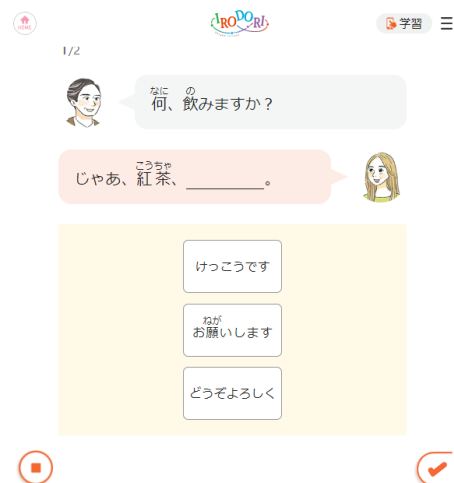 HOME
IRODORI
学習
1/2
なに の
何、飲みますか？
こうちゃ
じゃあ、紅茶、__________。
けっこうです
ねが
お願いします
どうぞよろしく